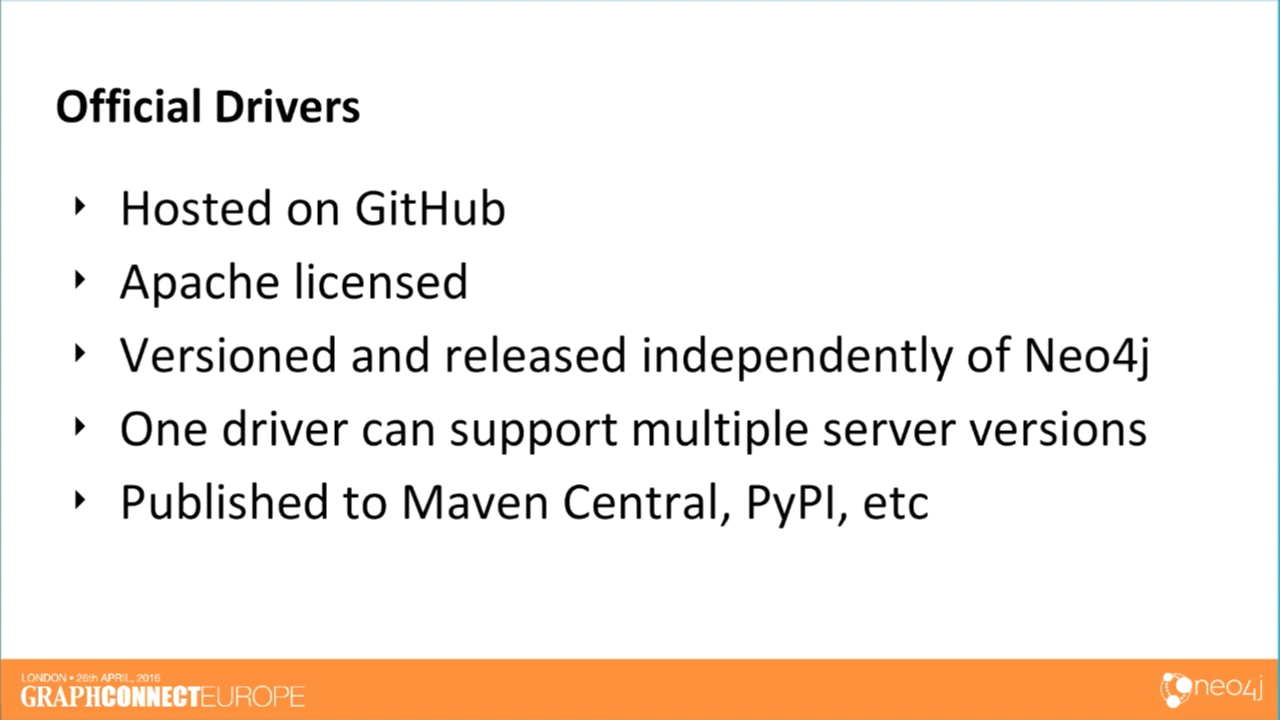 Official Drivers
Hosted on GitHub
Apache licensed
Versioned and released independently of Neo4j
One driver can support multiple server versions
Published to Maven Central, PyPI, etc
LONDON • 26th APRIL, 2016
GRAPHCONNECTEUROPE
neo4j